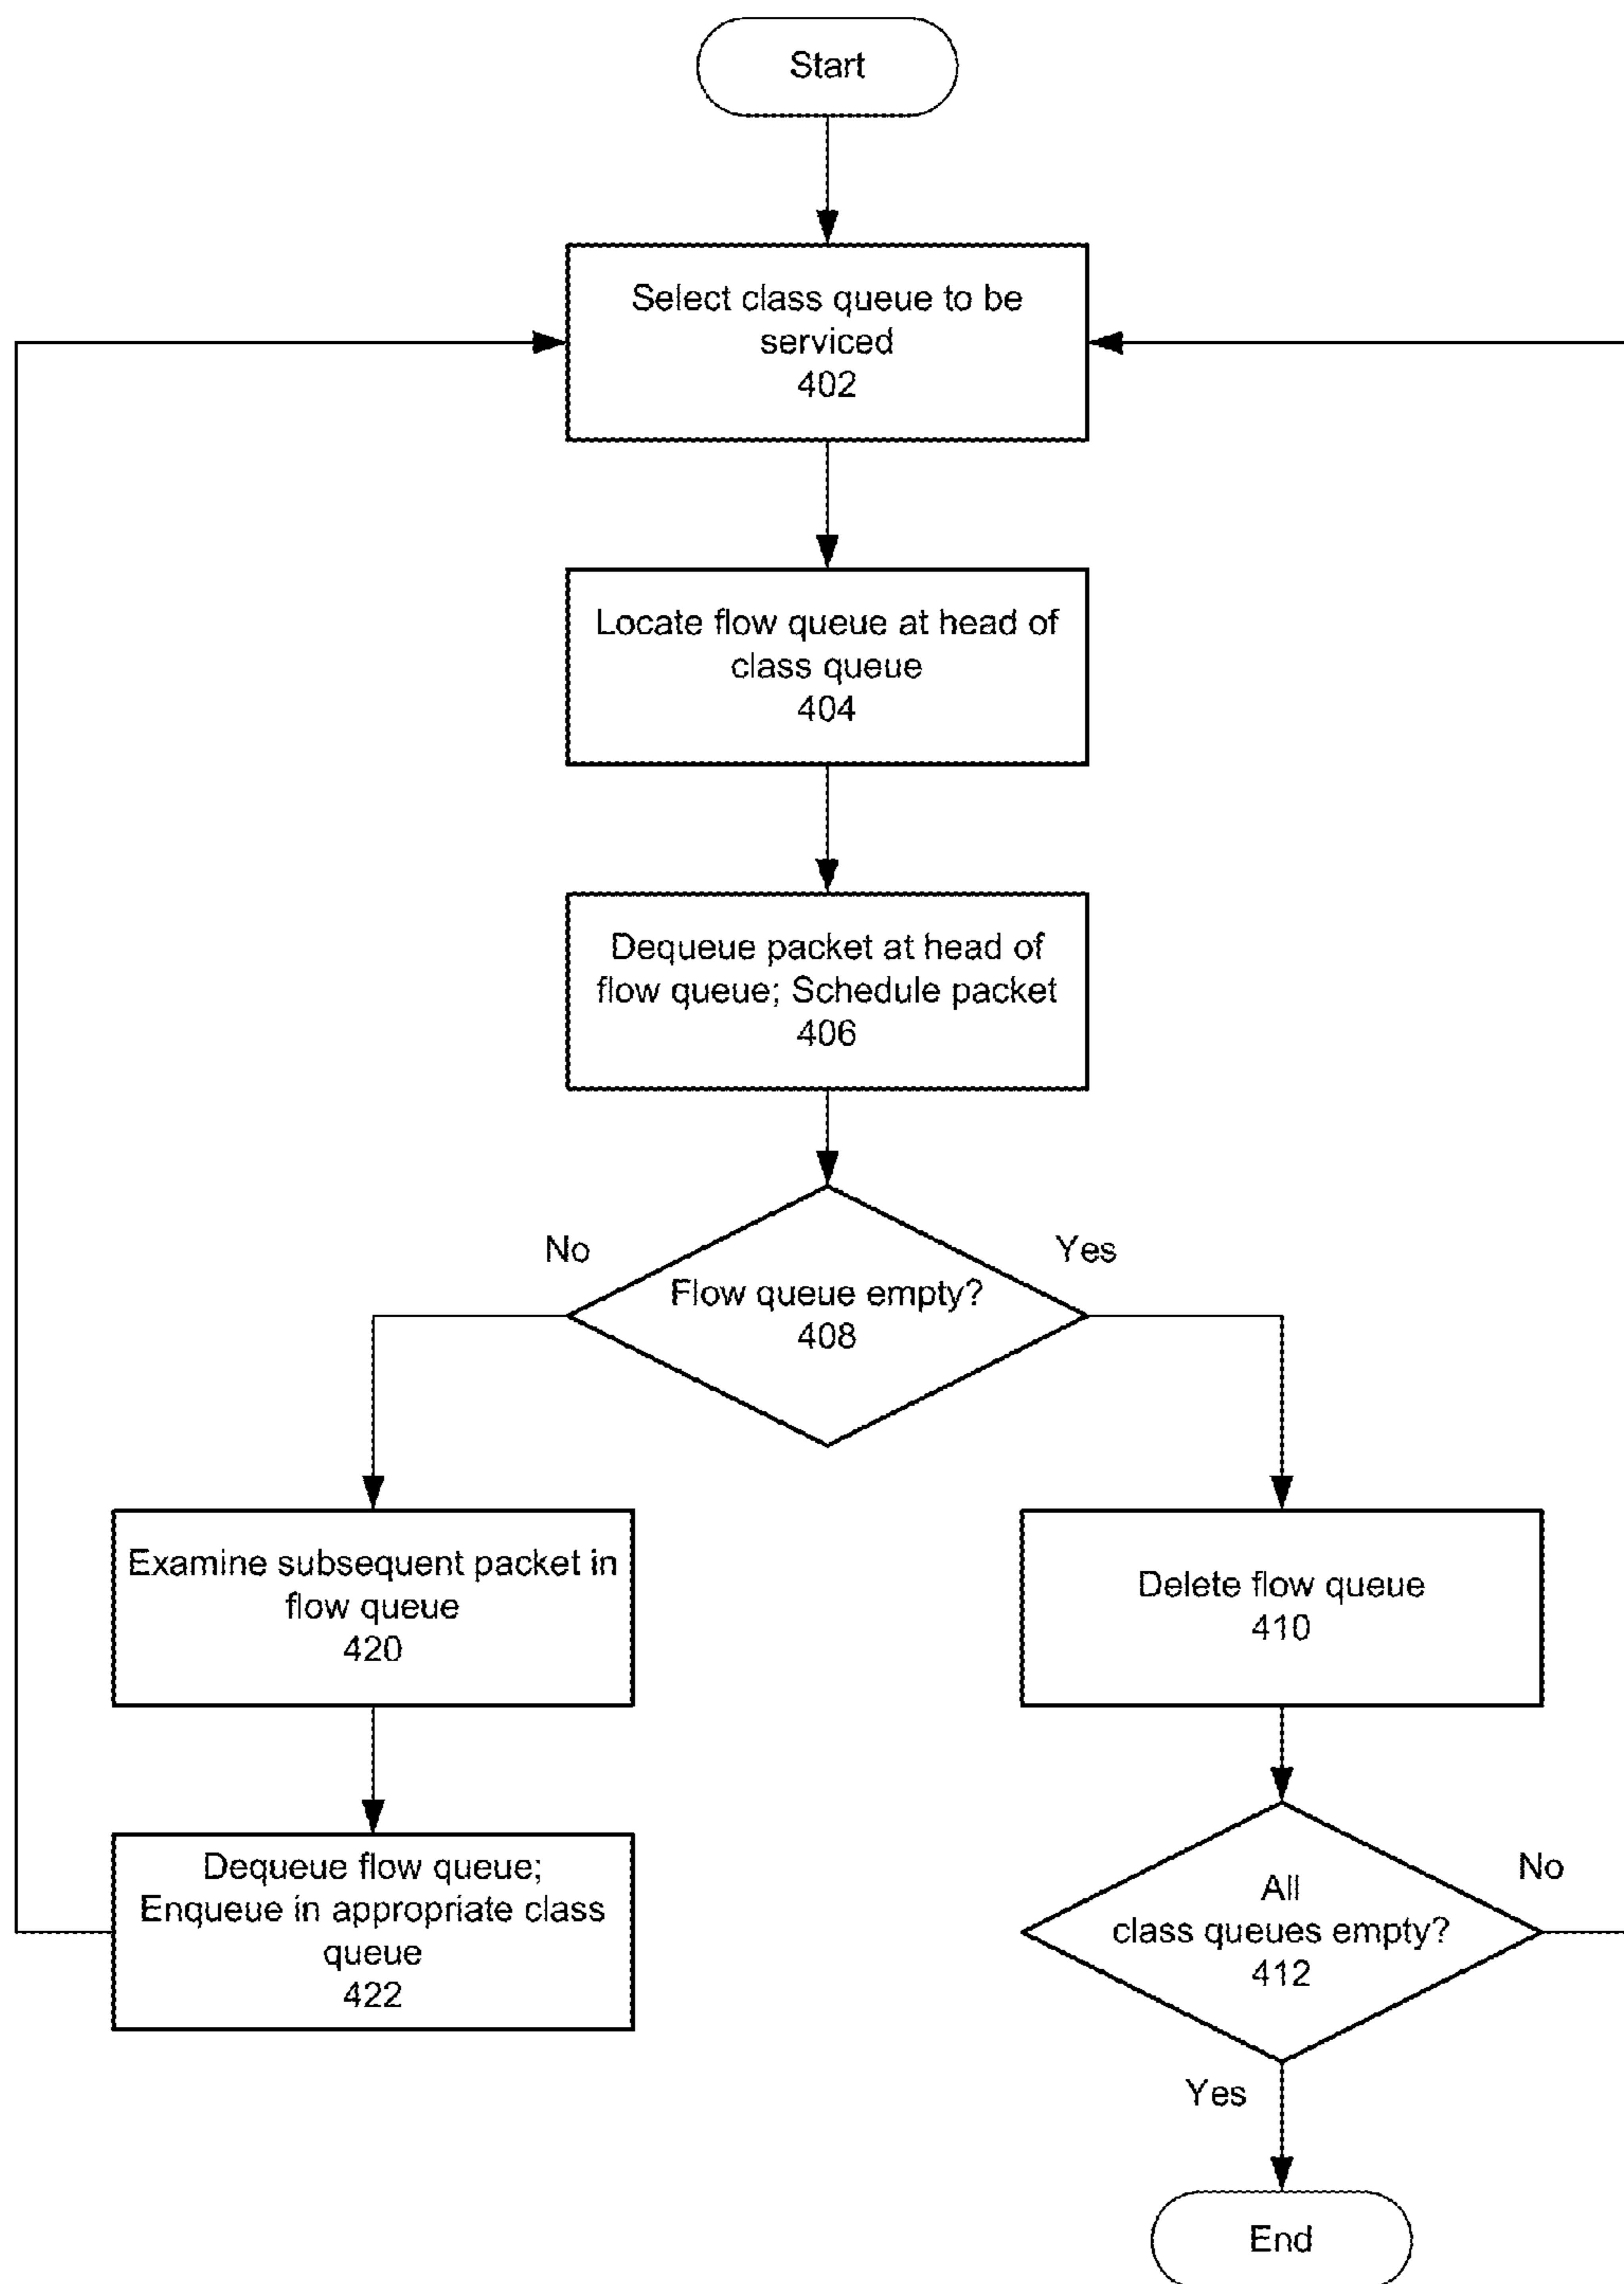 Start
Select class queue to be
serviced
402
Locate flow queue at head of
class queue
404
Dequeue packet at head of
flow queue; Schedule packet
406
No
Yes
Flow queue empty?
408
Examine subsequent packet in
flow queue
420
Delete flow queue
410
Dequeue flow queue;
Enqueue in appropriate class
queue
422
No
All
class queues empty?
412
Yes
End